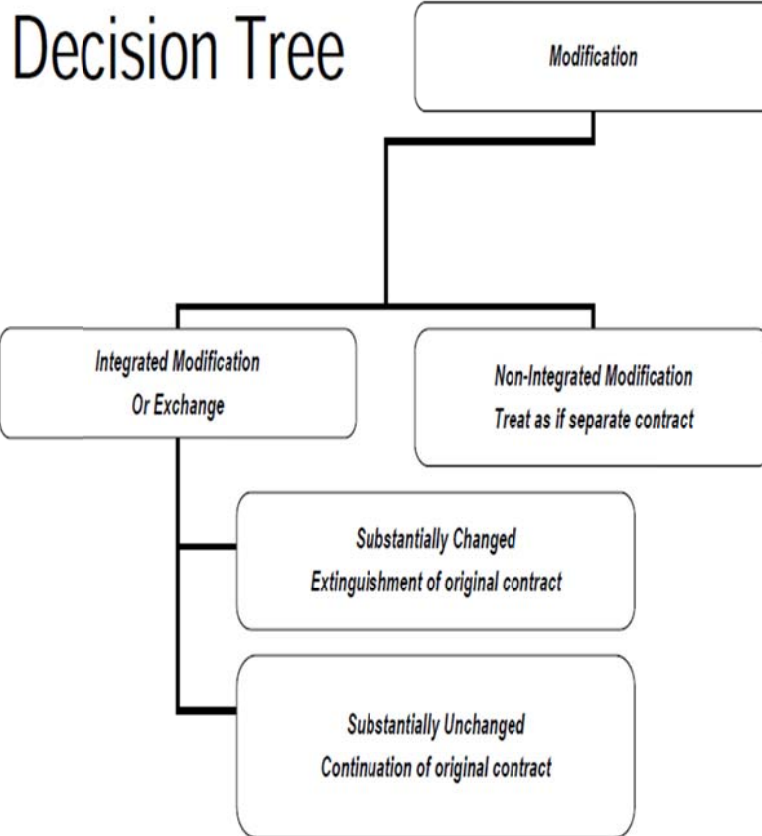 Decision Tree
Modification
Integrated Modification
Or Exchange
Non-Integrated Modification
Treat as if separate contract
Substantially Changed
Extinguishment of original contract
Substantially Unchanged
Continuation of original contract